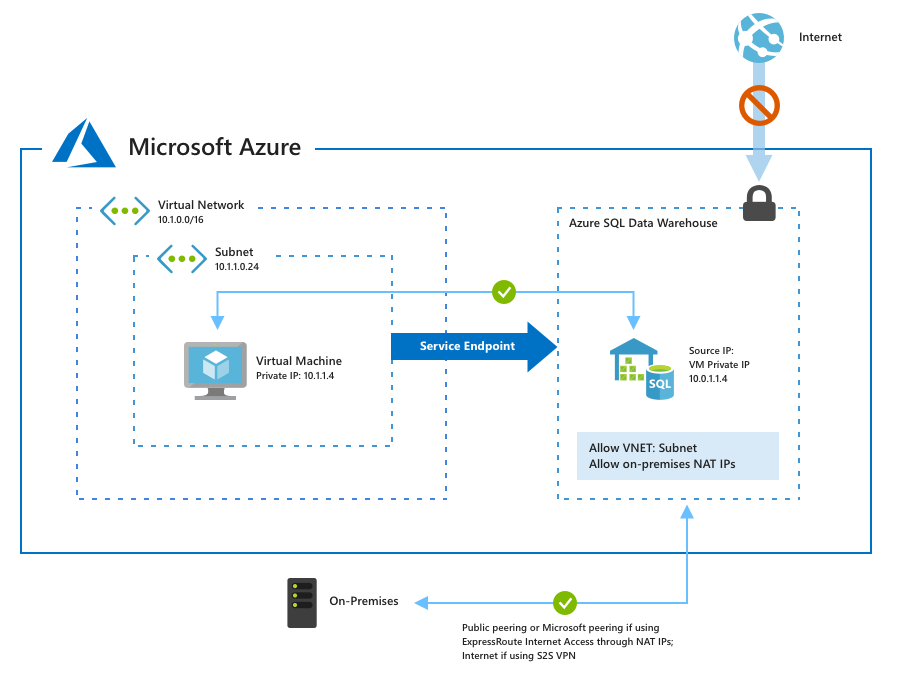 Internet
Microsoft Azure
Virtual Network
10.1.0.0/16
Azure SQL Data Warehouse
Subnet
10.1.1.0.24
Service Endpoint
Virtual Machine
Private IP: 10.1.1.4
Source IP:
VM Private IP
10.0.1.1.4
SQL
Allow VNET: Subnet
Allow on-premises NAT IPs
On-Premises
Public peering or Microsoft peering if using
ExpressRoute Internet Access through NAT IPs;
Internet if using S2S VPN